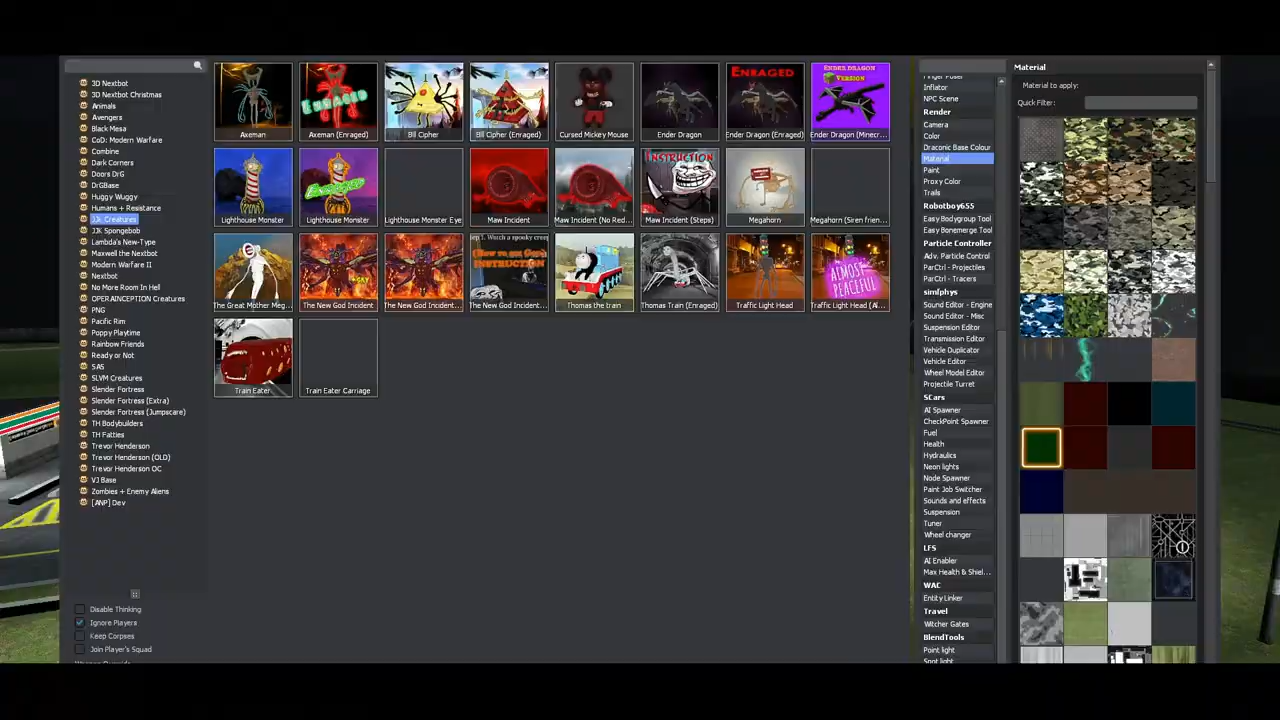 3D Nextbot
3D Nextbot Christmas
Animals
Avengers
Black Mesa
CoD: Modern Warfare
Combine
Dark Corners
Doors DrG
DrGBase
Huggy Wuggy
Humans + Resistance
JJK Creatures
JJK Spongebob
Lambda's New-Type
Maxwell the Nextbot
Modern Warfare II
Nextbot
No More Room In Hell
OPERAINCEPTION Creatures
PNG
Pacific Rim
Poppy Playtime
Rainbow Friends
Ready or Not
SAS
SLVM Creatures
Slender Fortress
Slender Fortress (Extra)
Slender Fortress (Jumpscare)
TH Bodybuilders
TH Fatties
Trevor Henderson
Trevor Henderson (OLD)
Trevor Henderson OC
VJ Base
Zombies + Enemy Aliens
[ANP] Dev
Disable Thinking
Ignore Players
Keep Corpses
Join Player's Squad
Axeman
ENRAGED
Axeman (Enraged)
Bill Cipher
Bill Cipher (Enraged)
Cursed Mickey Mouse
Ender Dragon
ENRAGED
Ender Dragon (Enraged)
ENDER DRAGON
VERSION
Ender Dragon (Minecr...
Lighthouse Monster
Lighthouse Monster
Lighthouse Monster Eye
Maw Incident
Maw Incident (No Red...
INSTRUCTION
Maw Incident (Steps)
Megahorn
Megahorn (Siren frien...
The Great Mother Meg...
The New God Incident
The New God Incident...
INSTRUCTION
The New God Incident...
Thomas the train
Thomas Train (Enraged)
Traffic Light Head
ALMOST
PEACEFUL
Traffic Light Head (Al...
Train Eater
Train Eater Carriage
Finger Poser
Inflator
NPC Scene
Render
Camera
Color
Draconic Base Colour
Material
Paint
Proxy Color
Trails
Robotboy655
Easy Bodygroup Tool
Easy Bonemerge Tool
Particle Controller
Adv. Particle Control
ParCtrl - Projectiles
ParCtrl - Tracers
simfphys
Sound Editor - Engine
Sound Editor - Misc
Suspension Editor
Transmission Editor
Vehicle Duplicator
Vehicle Editor
Wheel Model Editor
Projectile Turret
SCars
AI Spawner
CheckPoint Spawner
Fuel
Health
Hydraulics
Neon lights
Node Spawner
Paint Job Switcher
Sounds and effects
Suspension
Tuner
Wheel changer
LFS
AI Enabler
Max Health & Shiel...
WAC
Entity Linker
Travel
Witcher Gates
BlendTools
Point light
Spot light
Material
Material to apply:
Quick Filter: